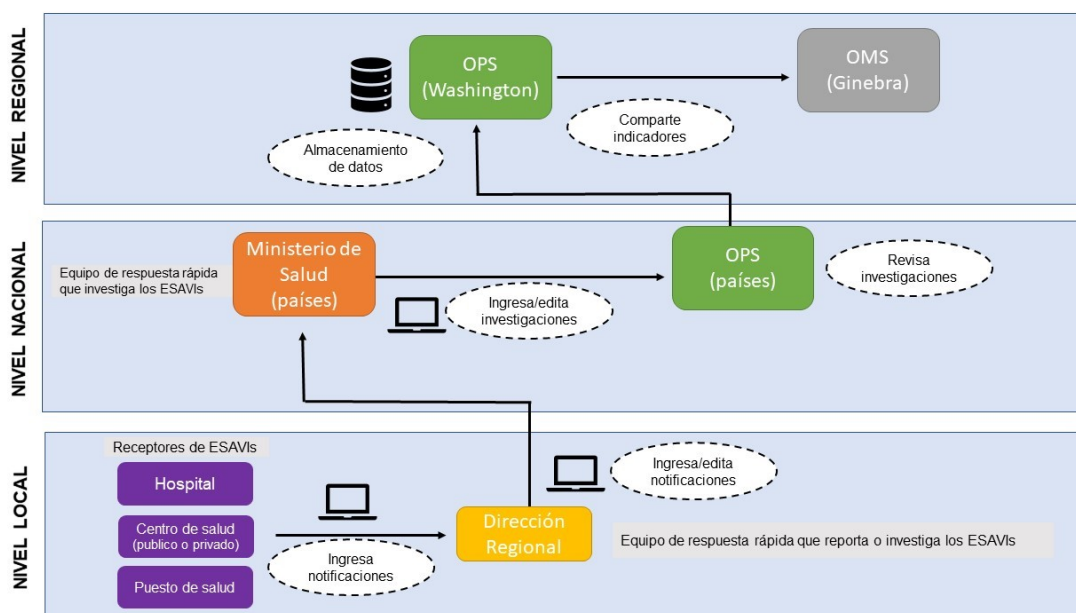 NIVEL REGIONAL
OPS
(Washington)
OMS
(Ginebra)
Almacenamiento
de datos
Comparte
indicadores
NIVEL NACIONAL
Equipo de respuesta rápida
que investiga los ESAVIs
Ministerio de
Salud
(países)
Ingresa/edita
investigaciones
OPS
(países)
Revisa
investigaciones
NIVEL LOCAL
Receptores de ESAVIs
Hospital
Centro de salud
(publico o privado)
Puesto de salud
Ingresa
notificaciones
Dirección
Regional
Ingresa/edita
notificaciones
Equipo de respuesta rápida que reporta o investiga los ESAVIs